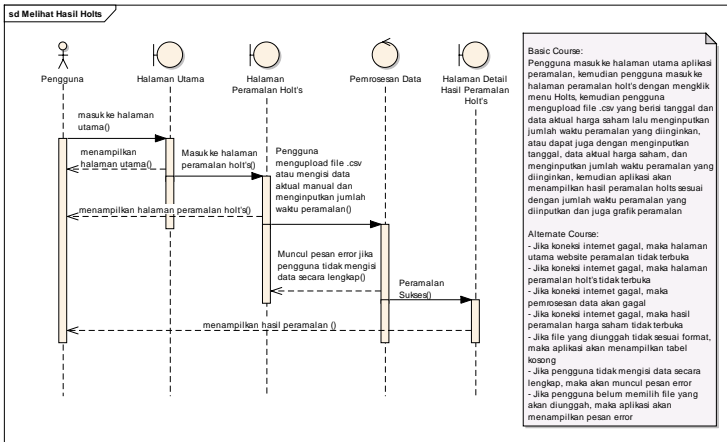 sd Melihat Hasil Holts
Pengguna
Halaman Utama
Halaman
Peramalan Holt's
Pemrosesan Data
Halaman Detail
Hasil Peramalan
Holt's
masuk ke halaman
utama()
menampilkan
halaman utama()
Masuk ke halaman
peramalan holt's()
Pengguna
mengupload file .csv
atau mengisi data
aktual manual dan
menginputkan jumlah
waktu peramalan()
menampilkan halaman peramalan holt's()
Muncul pesan error jika
pengguna tidak mengisi
data secara lengkap()
Peramalan
Sukses()
menampilkan hasil peramalan ()
Basic Course:
Pengguna masuk ke halaman utama aplikasi
peramalan, kemudian pengguna masuk ke
halaman peramalan holt's dengan mengklik
menu Holts, kemudian pengguna
mengupload file .csv yang berisi tanggal dan
data aktual harga saham lalu menginputkan
jumlah waktu peramalan yang diinginkan,
atau dapat juga dengan menginputkan
tanggal, data aktual harga saham, dan
menginputkan jumlah waktu peramalan yang
diinginkan, kemudian aplikasi akan
menampilkan hasil peramalan holts sesuai
dengan jumlah waktu peramalan yang
diinputkan dan juga grafik peramalan
Alternate Course:
- Jika koneksi internet gagal, maka halaman
utama website peramalan tidak terbuka
- Jika koneksi internet gagal, maka halaman
peramalan holt's tidak terbuka
- Jika koneksi internet gagal, maka
pemrosesan data akan gagal
- Jika koneksi internet gagal, maka hasil
peramalan harga saham tidak terbuka
- Jika file yang diunggah tidak sesuai format,
maka aplikasi akan menampilkan tabel
kosong
- Jika pengguna tidak mengisi data secara
lengkap, maka akan muncul pesan error
- Jika pengguna belum memilih file yang
akan diunggah, maka aplikasi akan
menampilkan pesan error